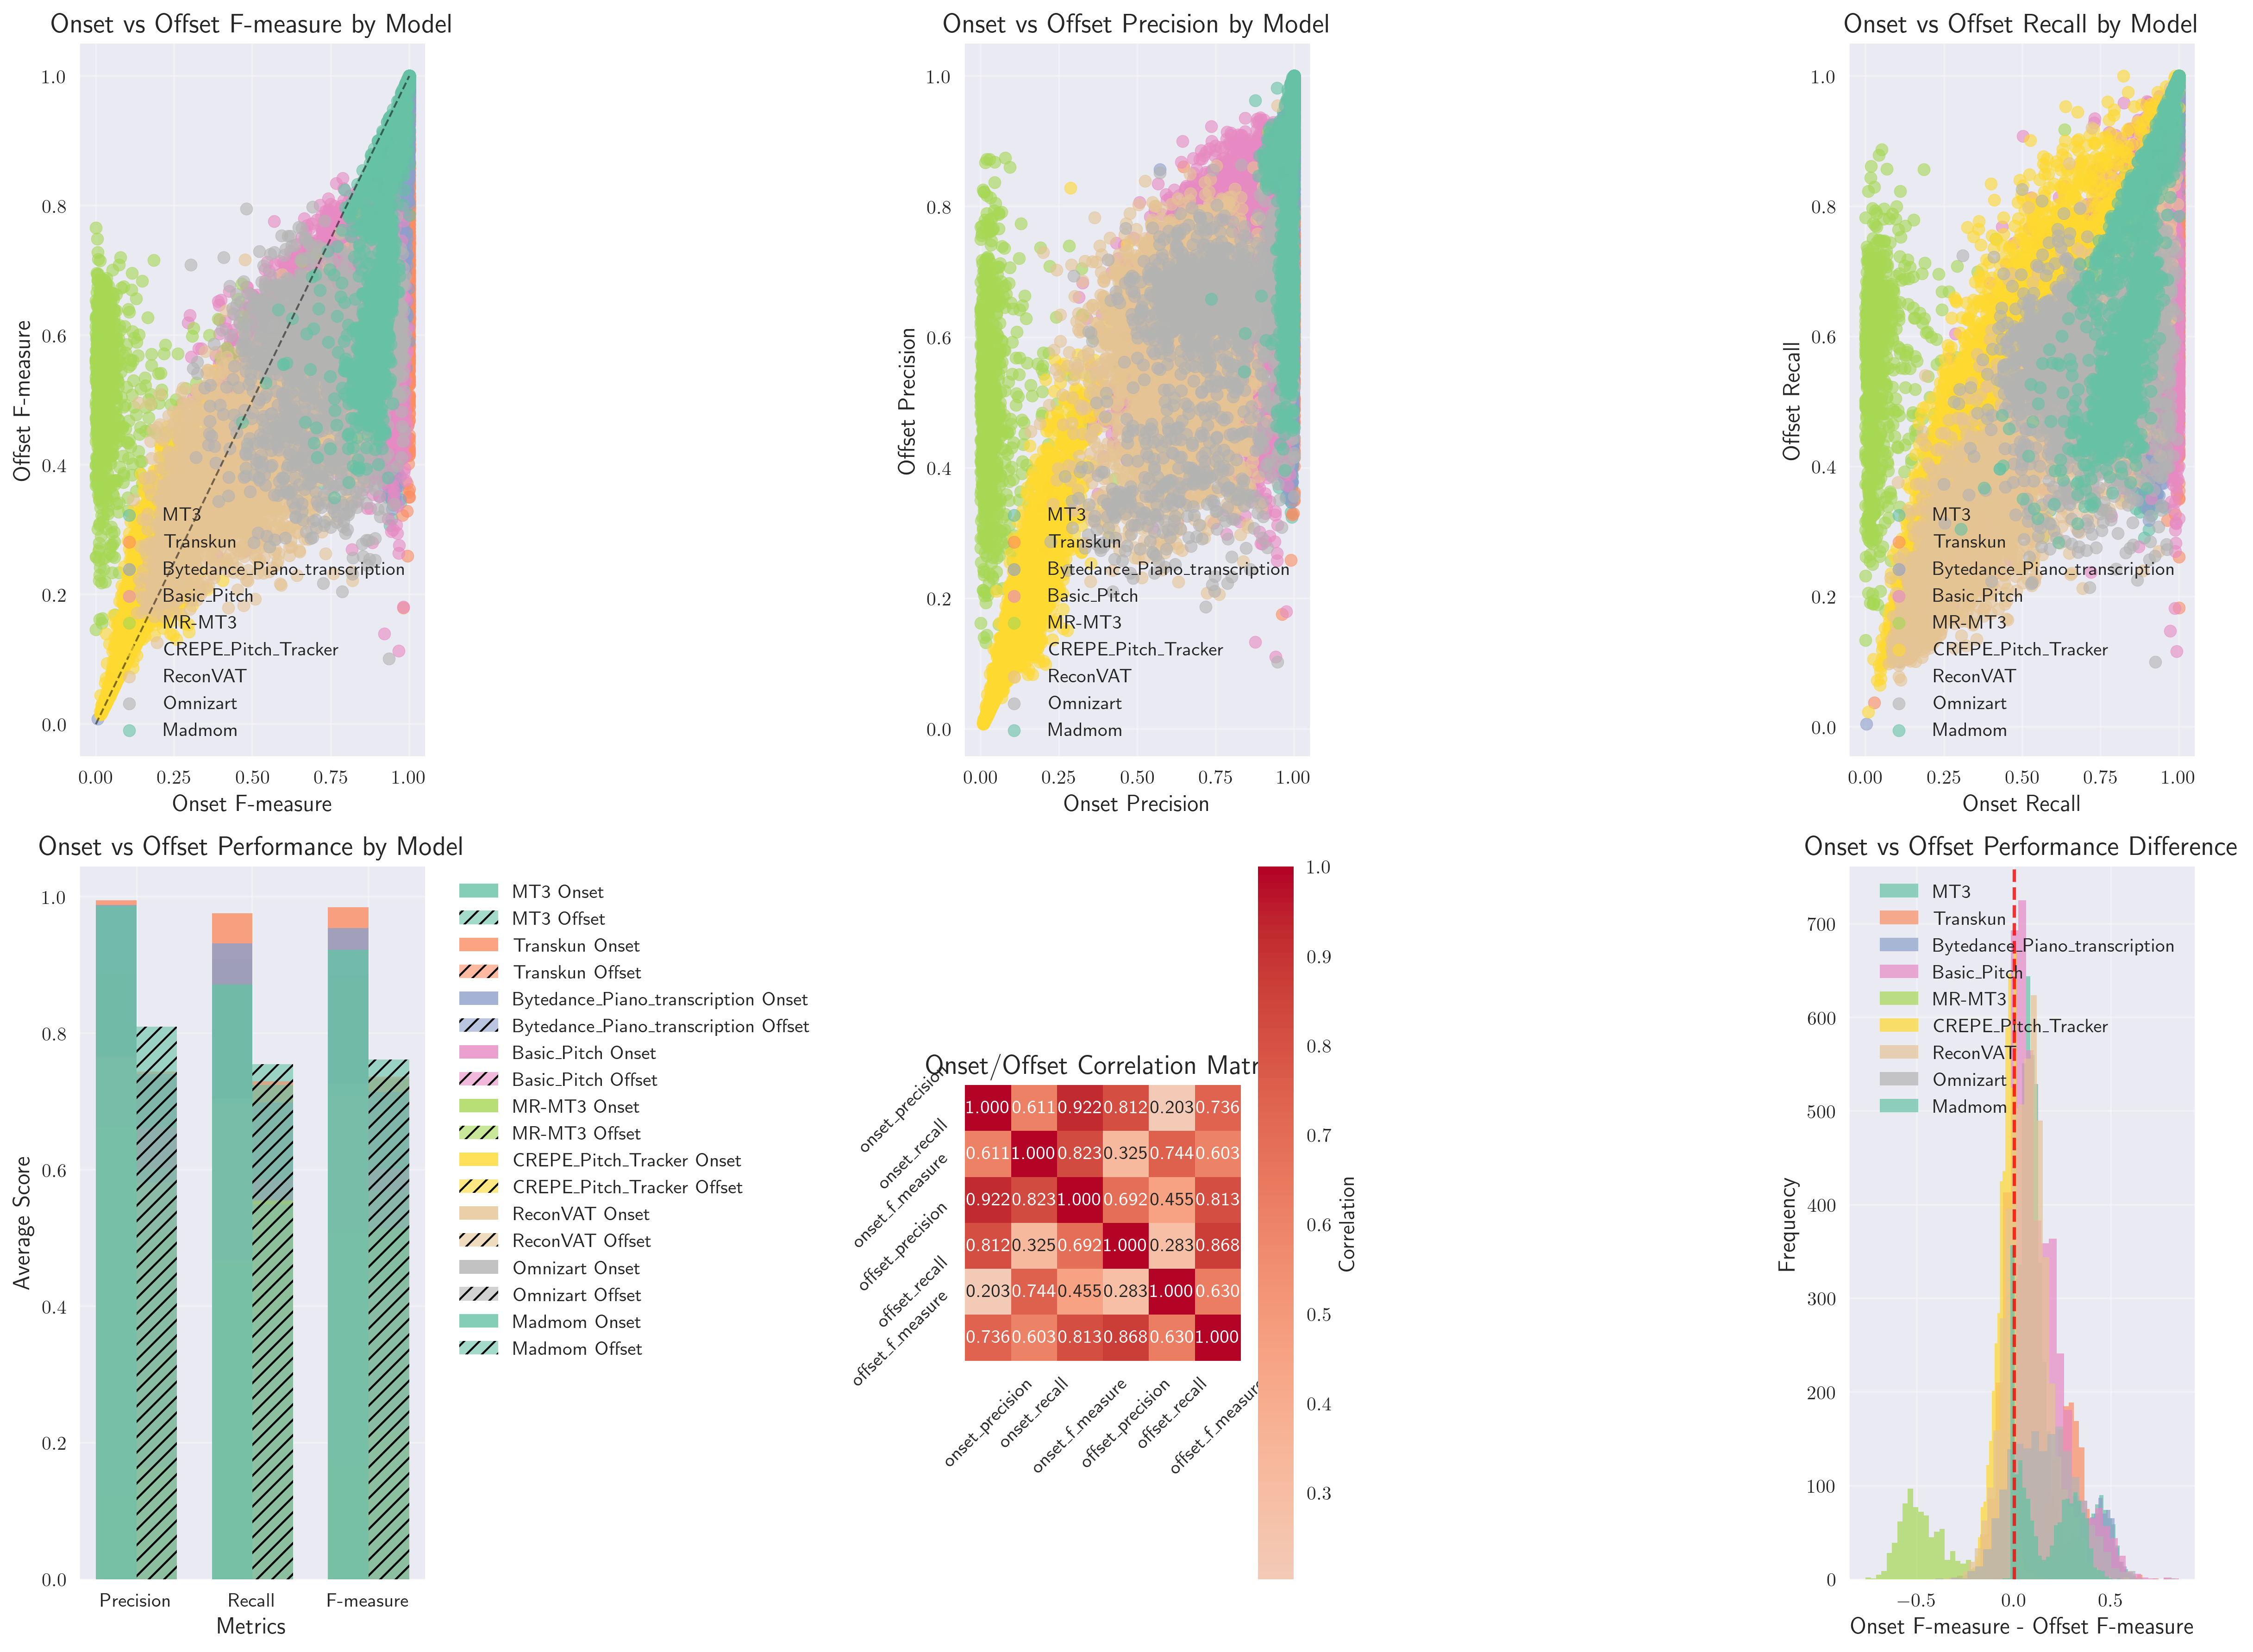 Onset vs Offset F-measure by Model
1.0
0.8
0.6
0.4
0.2
0.0
Offset F-measure
MT3
Transkun
Bytedance_Piano_transcription
Basic_Pitch
MR-MT3
CREPE_Pitch_Tracker
ReconVAT
Omnizart
Madmom
0.00 0.25 0.50 0.75 1.00
Onset F-measure
Onset vs Offset Precision by Model
1.0
0.8
0.6
0.4
0.2
0.0
Offset Precision
MT3
Transkun
Bytedance_Piano_transcription
Basic_Pitch
MR-MT3
CREPE_Pitch_Tracker
ReconVAT
Omnizart
Madmom
0.00 0.25 0.50 0.75 1.00
Onset Precision
Onset vs Offset Recall by Model
1.0
0.8
0.6
0.4
0.2
0.0
Offset Recall
MT3
Transkun
Bytedance_Piano_transcription
Basic_Pitch
MR-MT3
CREPE_Pitch_Tracker
ReconVAT
Omnizart
Madmom
0.00 0.25 0.50 0.75 1.00
Onset Recall
Onset vs Offset Performance by Model
1.0
0.8
0.6
0.4
0.2
0.0
Average Score
Precision Recall F-measure
Metrics
MT3 Onset
MT3 Offset
Transkun Onset
Transkun Offset
Bytedance_Piano_transcription Onset
Bytedance_Piano_transcription Offset
Basic_Pitch Onset
Basic_Pitch Offset
MR-MT3 Onset
MR-MT3 Offset
CREPE_Pitch_Tracker Onset
CREPE_Pitch_Tracker Offset
ReconVAT Onset
ReconVAT Offset
Omnizart Onset
Omnizart Offset
Madmom Onset
Madmom Offset
Onset/Offset Correlation Matr
onset_precision
onset_recall
onset_f_measure
offset_precision
offset_recall
offset_f_measure
1.000 0.611 0.922 0.812 0.203 0.736
0.611 1.000 0.823 0.325 0.744 0.603
0.922 0.823 1.000 0.692 0.455 0.813
0.812 0.325 0.692 1.000 0.283 0.868
0.203 0.744 0.455 0.283 1.000 0.630
0.736 0.603 0.813 0.868 0.630 1.000
onset_precision
onset_recall
onset_f_measure
offset_precision
offset_recall
offset_f_measure
1.0
0.9
0.8
0.7
0.6
0.5
0.4
0.3
Correlation
Onset vs Offset Performance Difference
700
600
500
400
300
200
100
0
Frequency
MT3
Transkun
Bytedance_Piano_transcription
Basic_Pitch
MR-MT3
CREPE_Pitch_Tracker
ReconVAT
Omnizart
Madmom
−0.5 0.0 0.5
Onset F-measure - Offset F-measure